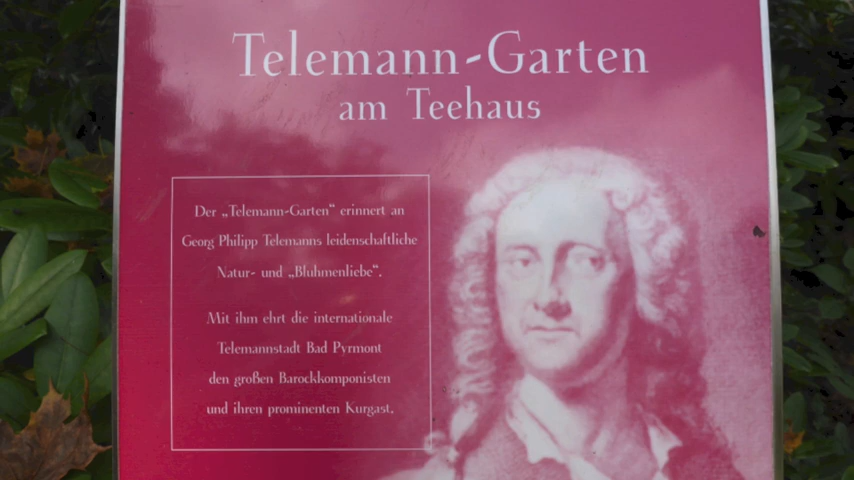 Telemann-Garten
am Teehaus
Der „Telemann-Garten“ erinnert an
Georg Philipp Telemanns leidenschaftliche
Natur- und „Bluhmenliebe“.
Mit ihm ehrt die internationale
Telemannstadt Bad Pyrmont
den großen Barockkomponisten
und ihren prominenten Kurgast.